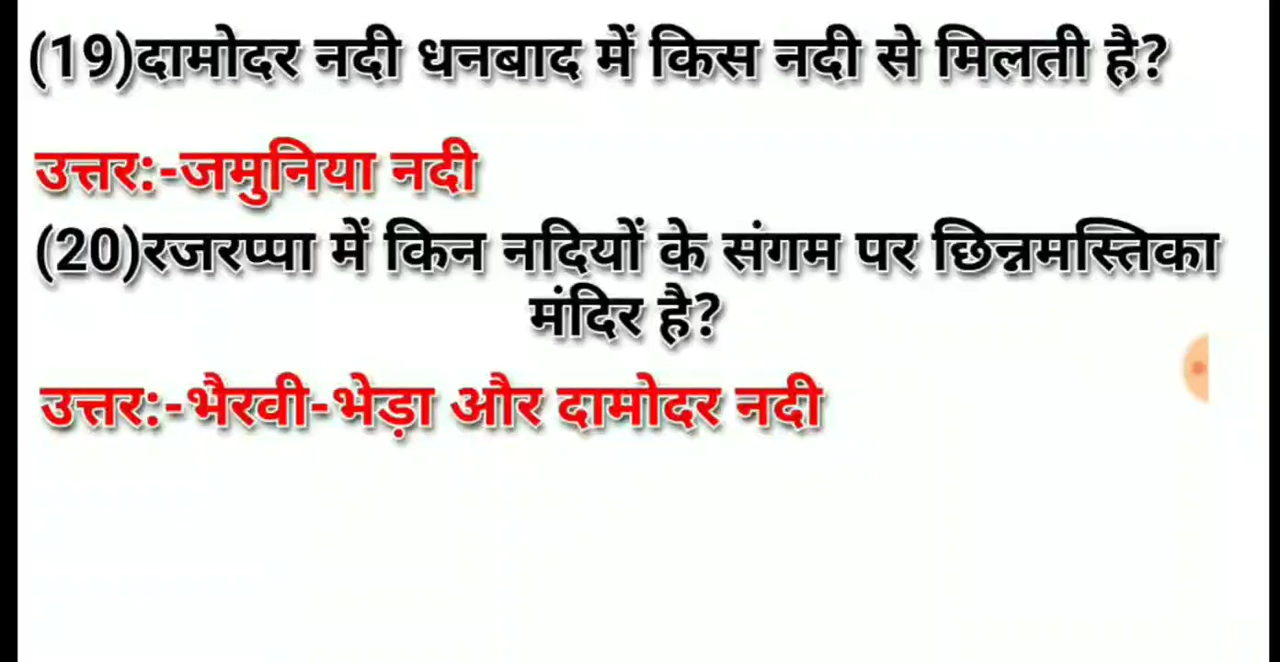 (19)दामोदर नदी धनबाद में किस नदी से मिलती है?
उत्तर:-जमुनिया नदी
(20)रजरप्पा में किन नदियों के संगम पर छिन्नमस्तिका
मंदिर है?
उत्तर:-भैरवी-भेड़ा और दामोदर नदी